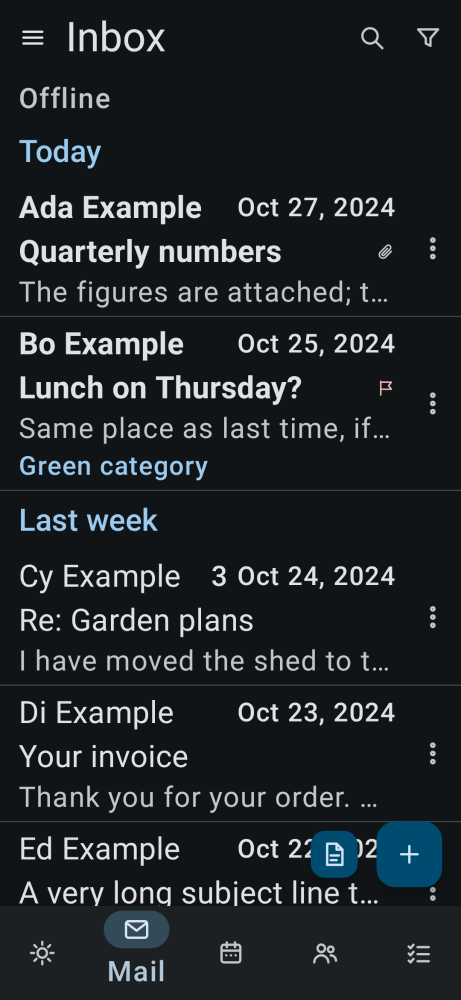 Inbox
Offline
Today
Ada Example Oct 27, 2024
Quarterly numbers
The figures are attached; t…
Bo Example Oct 25, 2024
Lunch on Thursday?
Same place as last time, if…
Green category
Last week
Cy Example 3 Oct 24, 2024
Re: Garden plans
I have moved the shed to t…
Di Example Oct 23, 2024
Your invoice
Thank you for your order. …
Ed Example Oct
A very long subject line t…
Mail